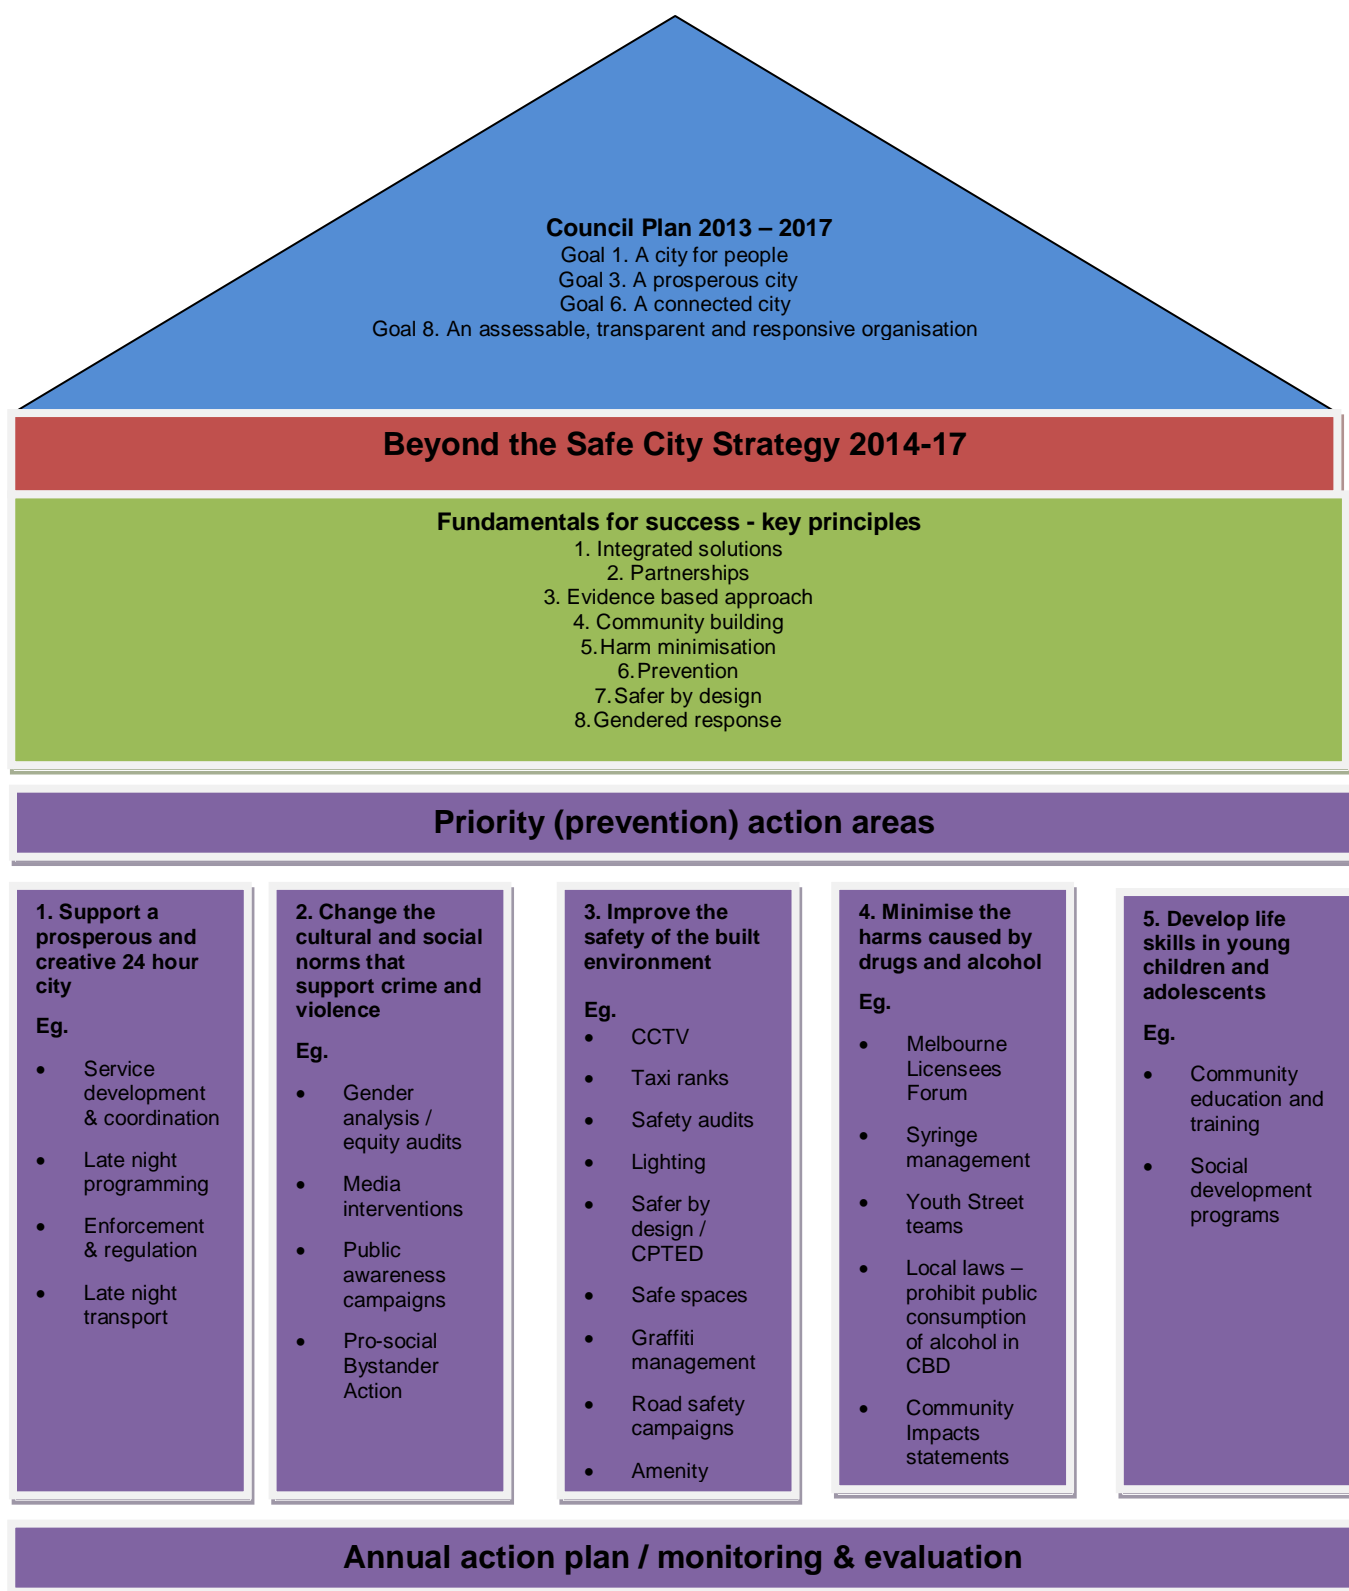 Council Plan 2013 – 2017
Goal 1. A city for people
Goal 3. A prosperous city
Goal 6. A connected city
Goal 8. An assessable, transparent and responsive organisation
Beyond the Safe City Strategy 2014-17
Fundamentals for success - key principles
1. Integrated solutions
2. Partnerships
3. Evidence based approach
4. Community building
5. Harm minimisation
6. Prevention
7. Safer by design
8. Gendered response
Priority (prevention) action areas
1. Support a
prosperous and
creative 24 hour
city
Eg.
• Service
development
& coordination
• Late night
programming
• Enforcement
& regulation
• Late night
transport
2. Change the
cultural and social
norms that
support crime and
violence
Eg.
• Gender
analysis /
equity audits
• Media
interventions
• Public
awareness
campaigns
• Pro-social
Bystander
Action
3. Improve the
safety of the built
environment
Eg.
• CCTV
• Taxi ranks
• Safety audits
• Lighting
• Safer by
design /
CPTED
• Safe spaces
• Graffiti
management
• Road safety
campaigns
• Amenity
4. Minimise the
harms caused by
drugs and alcohol
Eg.
• Melbourne
Licensees
Forum
• Syringe
management
• Youth Street
teams
• Local laws –
prohibit public
consumption
of alcohol in
CBD
• Community
Impacts
statements
5. Develop life
skills in young
children and
adolescents
Eg.
• Community
education and
training
• Social
development
programs
Annual action plan / monitoring & evaluation